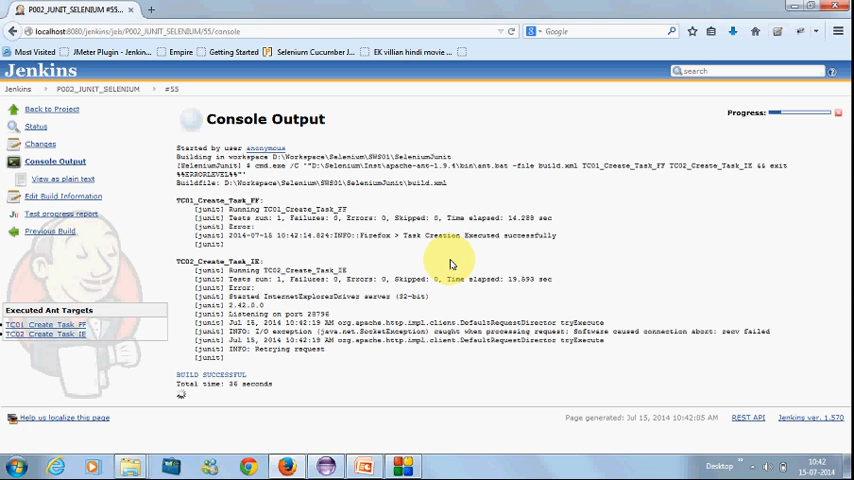 P002_JUNIT_SELENIUM #55...
localhost:8080/jenkins/job/P002_JUNIT_SELENIUM/55/console
Google
Most Visited
JMeter Plugin - Jenkin...
Empire
Getting Started
Selenium Cucumber J...
EK villian hindi movie ...
Jenkins
search
Jenkins
P002_JUNIT_SELENIUM
#55
Back to Project
Status
Changes
Console Output
View as plain text
Edit Build Information
Test progress report
Previous Build
Executed Ant Targets
TC01_Create_Task_FF
TC02_Create_Task_IE
Console Output
Progress:
Started by user anonymous
Building in workspace D:\Workspace\Selenium\SWS01\SeleniumJunit
[SeleniumJunit] $ cmd.exe /C '"D:\Selenium\Inst\apache-ant-1.9.4\bin\ant.bat -file build.xml TC01_Create_Task_FF TC02_Create_Task_IE && exit
%%ERRORLEVEL%%"'
Buildfile: D:\Workspace\Selenium\SWS01\SeleniumJunit\build.xml
TC01_Create_Task_FF:
[junit] Running TC01_Create_Task_FF
[junit] Tests run: 1, Failures: 0, Errors: 0, Skipped: 0, Time elapsed: 14.288 sec
[junit] Error:
[junit] 2014-07-15 10:42:14.824:INFO::Firefox > Task Creation Executed successfully
[junit]
TC02_Create_Task_IE:
[junit] Running TC02_Create_Task_IE
[junit] Tests run: 1, Failures: 0, Errors: 0, Skipped: 0, Time elapsed: 19.593 sec
[junit] Error:
[junit] Started InternetExplorerDriver server (32-bit)
[junit] 2.42.0.0
[junit] Listening on port 28796
[junit] Jul 15, 2014 10:42:19 AM org.apache.http.impl.client.DefaultRequestDirector tryExecute
[junit] INFO: I/O exception (java.net.SocketException) caught when processing request: Software caused connection abort: recv failed
[junit] Jul 15, 2014 10:42:19 AM org.apache.http.impl.client.DefaultRequestDirector tryExecute
[junit] INFO: Retrying request
[junit]
BUILD SUCCESSFUL
Total time: 36 seconds
Help us localize this page
Page generated: Jul 15, 2014 10:42:05 AM
REST API
Jenkins ver. 1.570
Desktop
10:42
15-07-2014